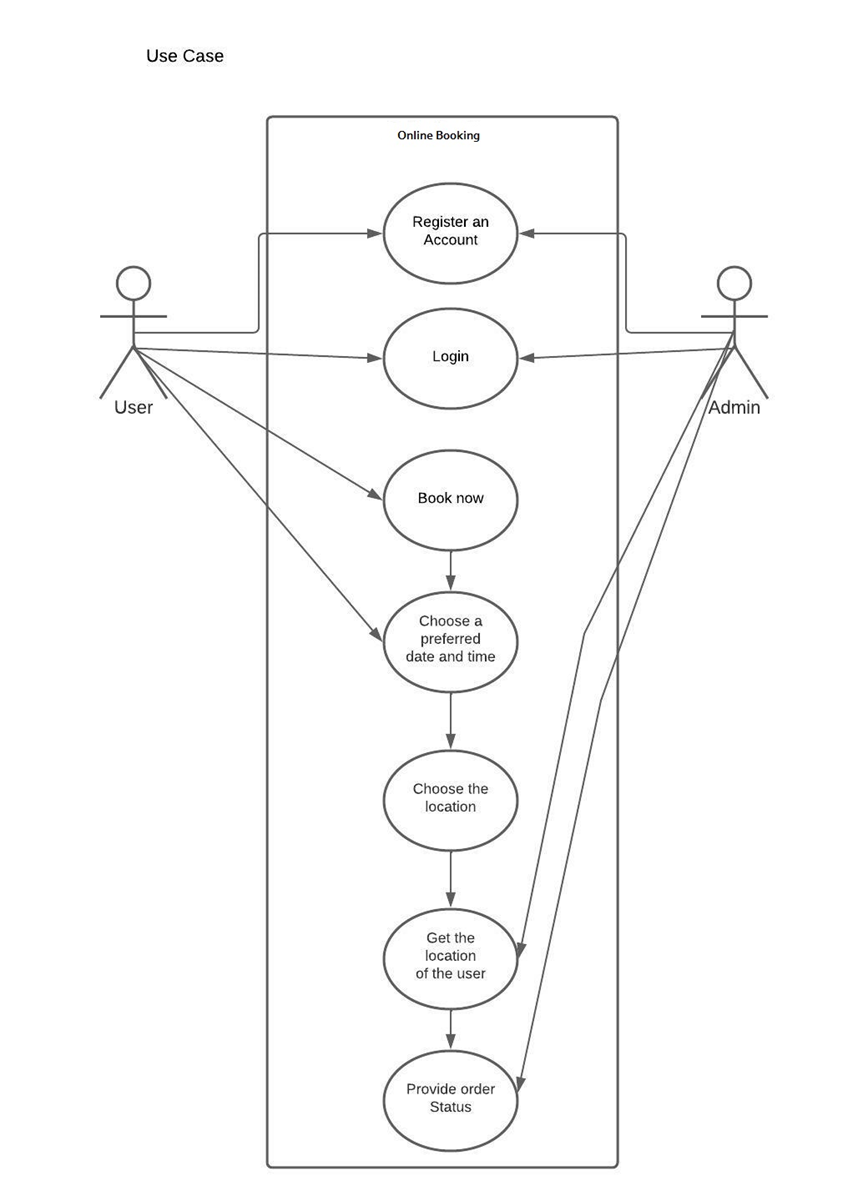 Use Case
Online Booking
Register an
Account
Login
User
Admin
Book now
Choose a
preferred
date and time
Choose the
location
Get the
location
of the user
Provide order
Status